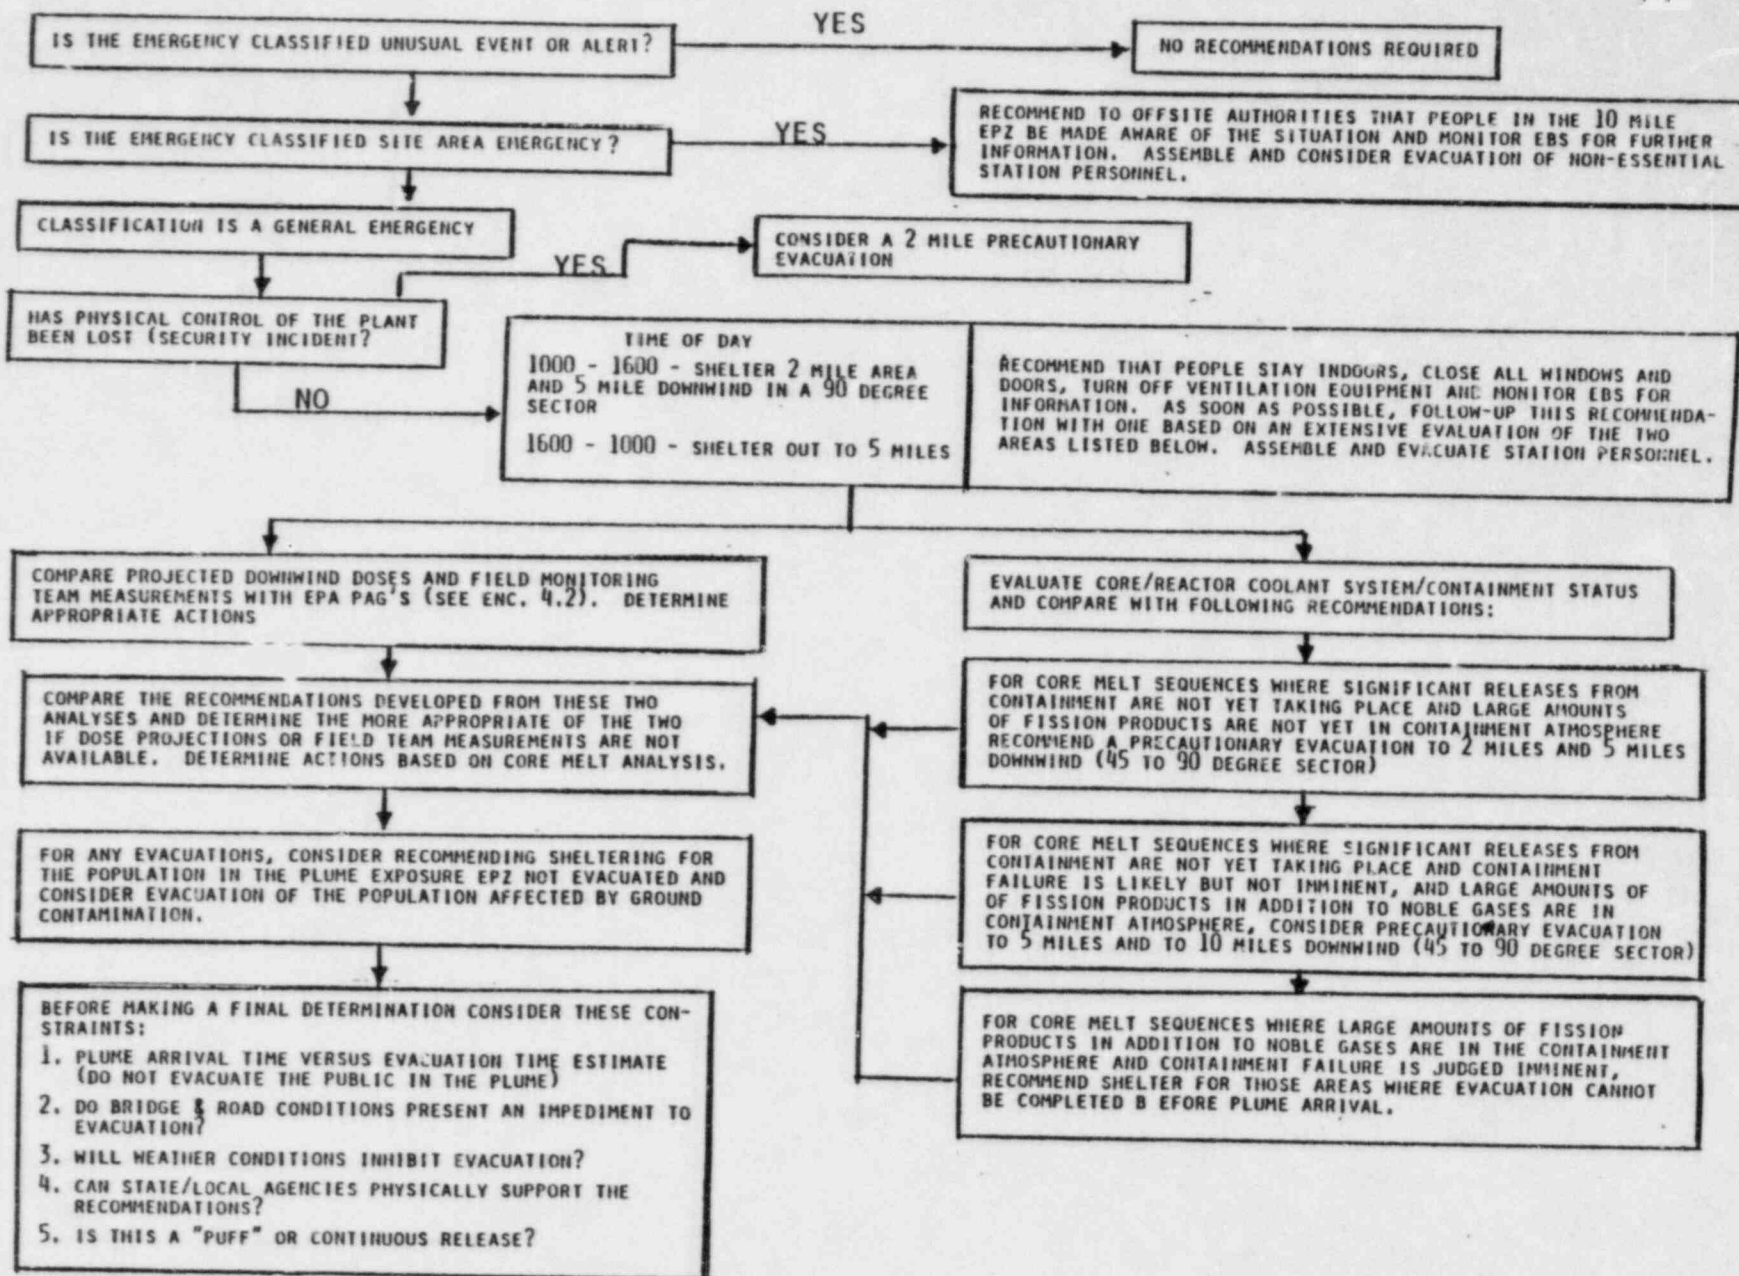 IS THE EMERGENCY CLASSIFIED UNUSUAL EVENT OR ALERT?
YES
NO RECOMMENDATIONS REQUIRED
IS THE EMERGENCY CLASSIFIED SITE AREA EMERGENCY?
YES
RECOMMEND TO OFFSITE AUTHORITIES THAT PEOPLE IN THE 10 MILE
EPZ BE MADE AWARE OF THE SITUATION AND MONITOR EBS FOR FURTHER
INFORMATION. ASSEMBLE AND CONSIDER EVACUATION OF NON-ESSENTIAL
STATION PERSONNEL.
CLASSIFICATION IS A GENERAL EMERGENCY
YES
CONSIDER A 2 MILE PRECAUTIONARY
EVACUATION
HAS PHYSICAL CONTROL OF THE PLANT
BEEN LOST (SECURITY INCIDENT?
NO
TIME OF DAY
1000 - 1600 - SHELTER 2 MILE AREA
AND 5 MILE DOWNWIND IN A 90 DEGREE
SECTOR
1600 - 1000 - SHELTER OUT TO 5 MILES
RECOMMEND THAT PEOPLE STAY INDOORS, CLOSE ALL WINDOWS AND
DOORS, TURN OFF VENTILATION EQUIPMENT AND MONITOR EBS FOR
INFORMATION. AS SOON AS POSSIBLE, FOLLOW-UP THIS RECOMMENDA-
TION WITH ONE BASED ON AN EXTENSIVE EVALUATION OF THE TWO
AREAS LISTED BELOW. ASSEMBLE AND EVACUATE STATION PERSONNEL.
COMPARE PROJECTED DOWNWIND DOSES AND FIELD MONITORING
TEAM MEASUREMENTS WITH EPA PAG'S (SEE ENC. 4.2). DETERMINE
APPROPRIATE ACTIONS
EVALUATE CORE/REACTOR COOLANT SYSTEM/CONTAINMENT STATUS
AND COMPARE WITH FOLLOWING RECOMMENDATIONS:
COMPARE THE RECOMMENDATIONS DEVELOPED FROM THESE TWO
ANALYSES AND DETERMINE THE MORE APPROPRIATE OF THE TWO
IF DOSE PROJECTIONS OR FIELD TEAM MEASUREMENTS ARE NOT
AVAILABLE. DETERMINE ACTIONS BASED ON CORE MELT ANALYSIS.
FOR CORE MELT SEQUENCES WHERE SIGNIFICANT RELEASES FROM
CONTAINMENT ARE NOT YET TAKING PLACE AND LARGE AMOUNTS
OF FISSION PRODUCTS ARE NOT YET IN CONTAINMENT ATMOSPHERE
RECOMMEND A PRECAUTIONARY EVACUATION TO 2 MILES AND 5 MILES
DOWNWIND (45 TO 90 DEGREE SECTOR)
FOR ANY EVACUATIONS, CONSIDER RECOMMENDING SHELTERING FOR
THE POPULATION IN THE PLUME EXPOSURE EPZ NOT EVACUATED AND
CONSIDER EVACUATION OF THE POPULATION AFFECTED BY GROUND
CONTAMINATION.
FOR CORE MELT SEQUENCES WHERE SIGNIFICANT RELEASES FROM
CONTAINMENT ARE NOT YET TAKING PLACE AND CONTAINMENT
FAILURE IS LIKELY BUT NOT IMMINENT, AND LARGE AMOUNTS OF
OF FISSION PRODUCTS IN ADDITION TO NOBLE GASES ARE IN
CONTAINMENT ATMOSPHERE, CONSIDER PRECAUTIONARY EVACUATION
TO 5 MILES AND TO 10 MILES DOWNWIND (45 TO 90 DEGREE SECTOR)
BEFORE MAKING A FINAL DETERMINATION CONSIDER THESE CON-
STRAINTS:
1. PLUME ARRIVAL TIME VERSUS EVACUATION TIME ESTIMATE
(DO NOT EVACUATE THE PUBLIC IN THE PLUME)
2. DO BRIDGE & ROAD CONDITIONS PRESENT AN IMPEDIMENT TO
EVACUATION?
3. WILL WEATHER CONDITIONS INHIBIT EVACUATION?
4. CAN STATE/LOCAL AGENCIES PHYSICALLY SUPPORT THE
RECOMMENDATIONS?
5. IS THIS A "PUFF" OR CONTINUOUS RELEASE?
FOR CORE MELT SEQUENCES WHERE LARGE AMOUNTS OF FISSION
PRODUCTS IN ADDITION TO NOBLE GASES ARE IN THE CONTAINMENT
ATMOSPHERE AND CONTAINMENT FAILURE IS JUDGED IMMINENT,
RECOMMEND SHELTER FOR THOSE AREAS WHERE EVACUATION CANNOT
BE COMPLETED B EFORE PLUME ARRIVAL.